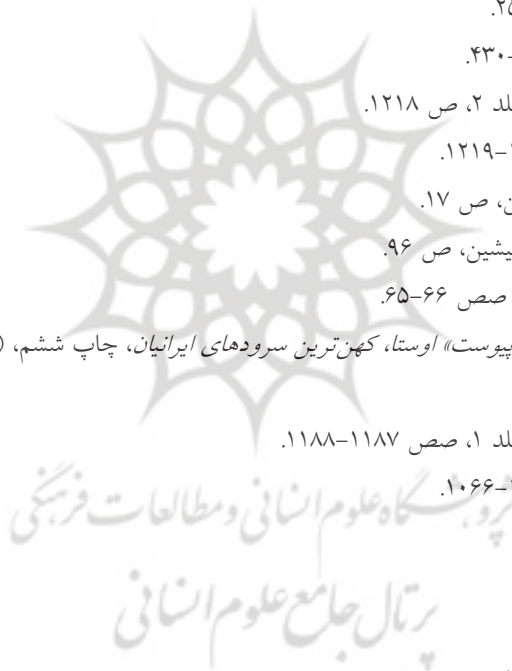 .۴۳۰-
لد ۲، ص ۱۲۱۸.
۱۲۱۹-
ن، ص ۱۷.
یشین، ص ۹۶.
صص ۶۶-۶۵.
پیوست» اوستا، کهن‌ترین سرودهای ایرانیان، چاپ ششم، (
لد ۱، صص ۱۱۸۷-۱۱۸۸.
۱۰۶۶-
گاه علوم انسانی و مطالعات فرهنگی
پرتال جامع علوم انسانی